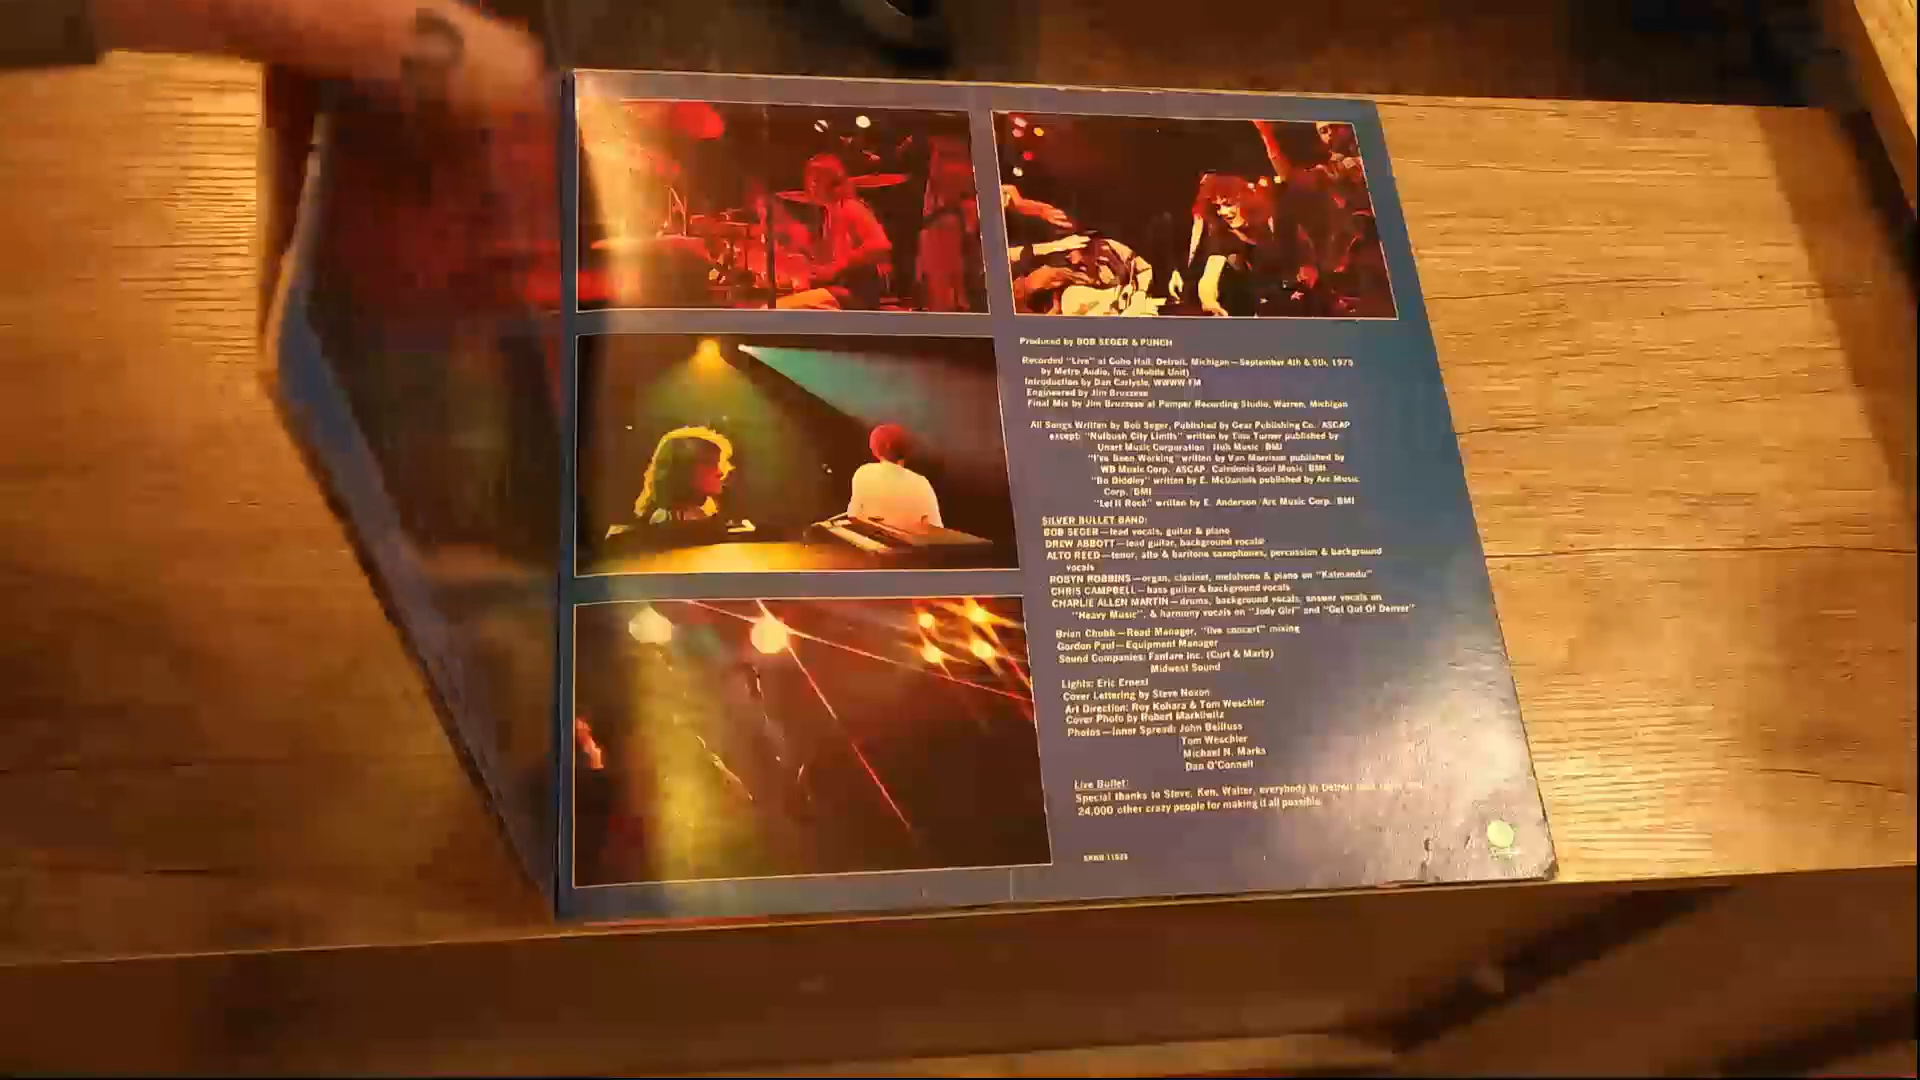 Produced by BOB SEGER & PUNCH
Recorded "Live" at Cobo Hall, Detroit, Michigan—September 4th & 5th, 1975
by Metro Audio, Inc. (Mobile Unit)
Introduction by Dan Carlysle, WWWW-FM
Engineered by Jim Bruzzese
Final Mix by Jim Bruzzese at Pampar Recording Studio, Warren, Michigan
All Songs Written by Bob Seger, Published by Gear Publishing Co./ASCAP
except: "Nutbush City Limits" written by Tina Turner published by
Unart Music Corporation/Huh Music/BMI
"I've Been Working" written by Van Morrison published by
WB Music Corp. ASCAP/Caledonia Soul Music/BMI
"Bo Diddley" written by E. McDaniels published by Arc Music
Corp./BMI
"Let It Rock" written by E. Anderson/Arc Music Corp./BMI
SILVER BULLET BAND:
BOB SEGER—lead vocals, guitar & piano
DREW ABBOTT—lead guitar, background vocals
ALTO REED—tenor, alto & baritone saxophones, percussion & background
vocals
ROBYN ROBBINS—organ, clavinet, melotrons & piano on "Katmandu"
CHRIS CAMPBELL—bass guitar & background vocals
CHARLIE ALLEN MARTIN—drums, background vocals, answer vocals on
"Heavy Music", & harmony vocals on "Jody Girl" and "Get Out Of Denver"
Brian Chubb—Road Manager, "live concert" mixing
Gordon Paul—Equipment Manager
Sound Companies: Fanfare Inc. (Curt & Marty)
Midwest Sound
Lights: Eric Ernest
Cover Lettering by Steve Noxon
Art Direction: Roy Kohara & Tom Weschler
Cover Photo by Robert Markliwitz
Photos—Inner Spread: John Beilfuss
Tom Weschler
Michael N. Marks
Dan O'Connell
Live Bullet:
Special thanks to Steve, Ken, Walter, everybody in Detroit
24,000 other crazy people for making it all possible.